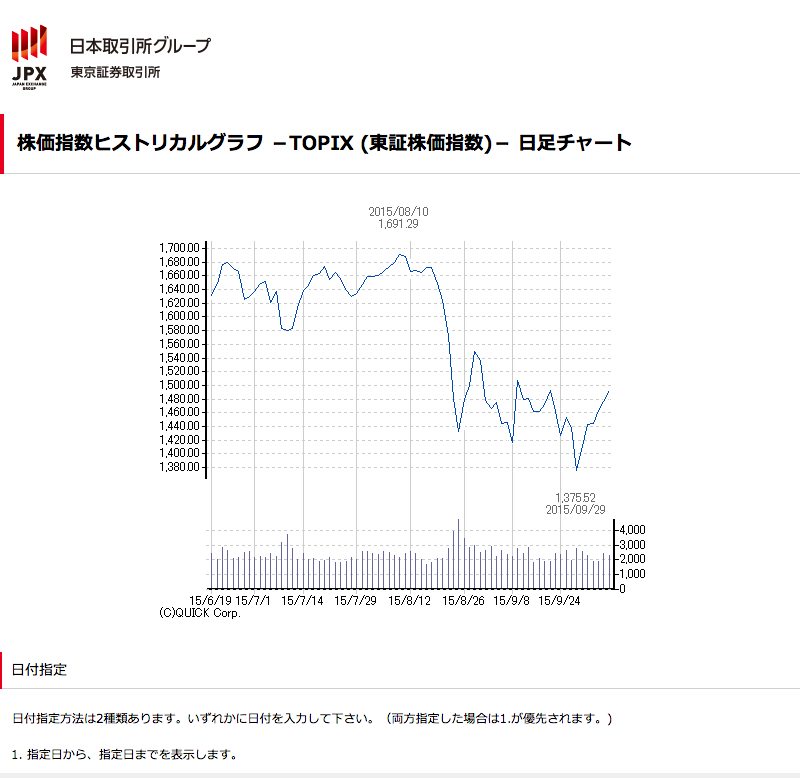 日本取引所グループ
JPX
東京証券取引所
JAPAN EXCHANGE
GROUP
株価指数ヒストリカルグラフ －TOPIX (東証株価指数)－ 日足チャート
2015/08/10
1,691.29
1,700.00
1,680.00
1,660.00
1,640.00
1,620.00
1,600.00
1,580.00
1,560.00
1,540.00
1,520.00
1,500.00
1,480.00
1,460.00
1,440.00
1,420.00
1,400.00
1,380.00
1,375.52
2015/09/29
4,000
3,000
2,000
1,000
0
15/6/19 15/7/1 15/7/14 15/7/29 15/8/12 15/8/26 15/9/8 15/9/24
(C)QUICK Corp.
日付指定
日付指定方法は2種類あります。いずれかに日付を入力して下さい。（両方指定した場合は1.が優先されます。)
1. 指定日から、指定日までを表示します。